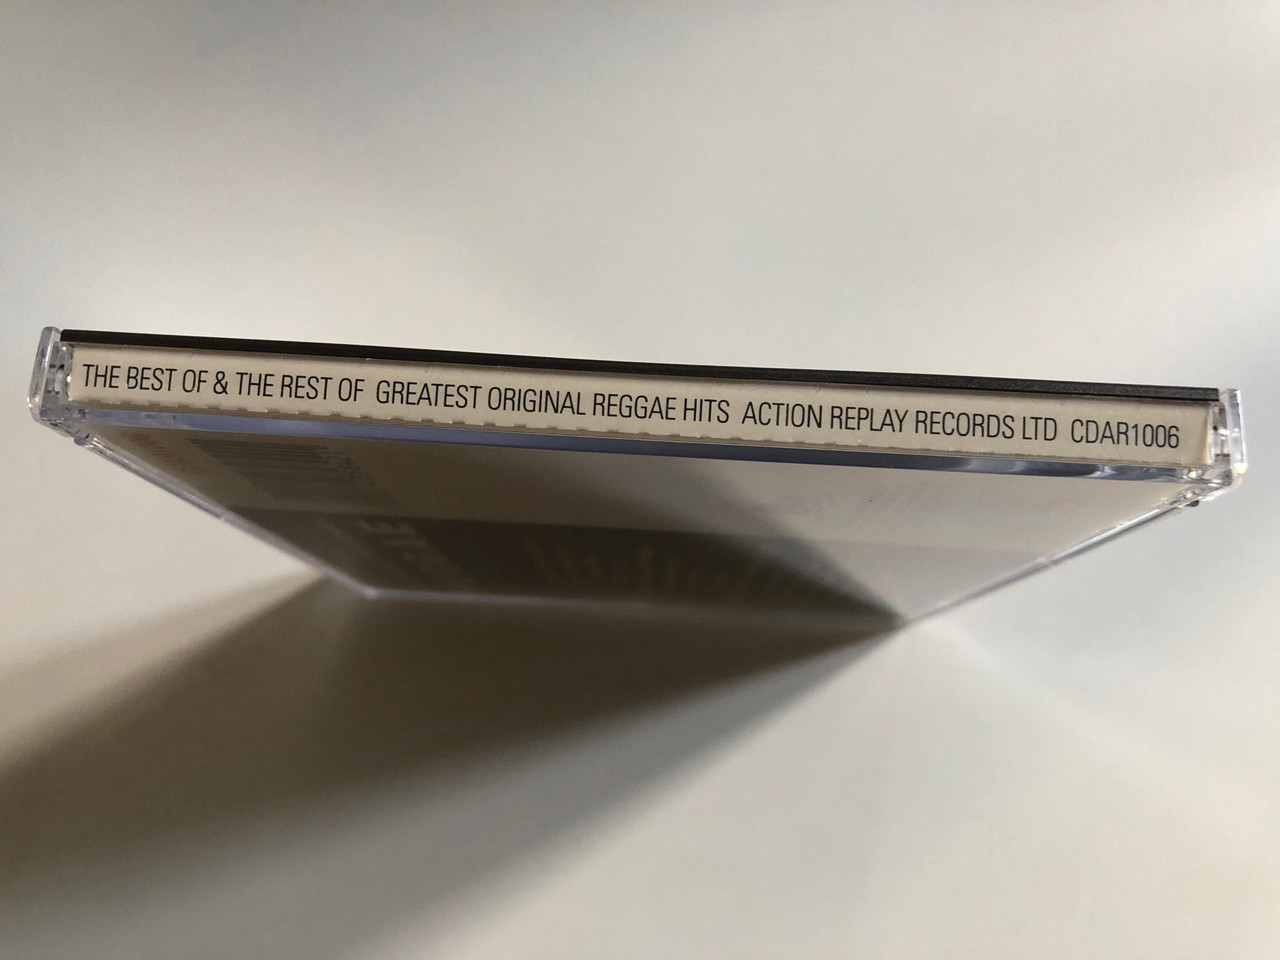 THE BEST OF & THE REST OF GREATEST ORIGINAL REGGAE HITS ACTION REPLAY RECORDS LTD CDAR1006